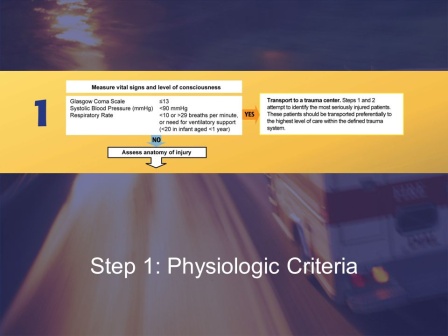 Measure vital signs and level of consciousness
1
Glasgow Coma Scale ≤13
Systolic Blood Pressure (mmHg) <90 mmHg
Respiratory Rate <10 or >29 breaths per minute,
or need for ventilatory support
(<20 in infant aged <1 year)
YES
Transport to a trauma center. Steps 1 and 2
attempt to identify the most seriously injured patients.
These patients should be transported preferentially to
the highest level of care within the defined trauma
system.
NO
Assess anatomy of injury
Step 1: Physiologic Criteria